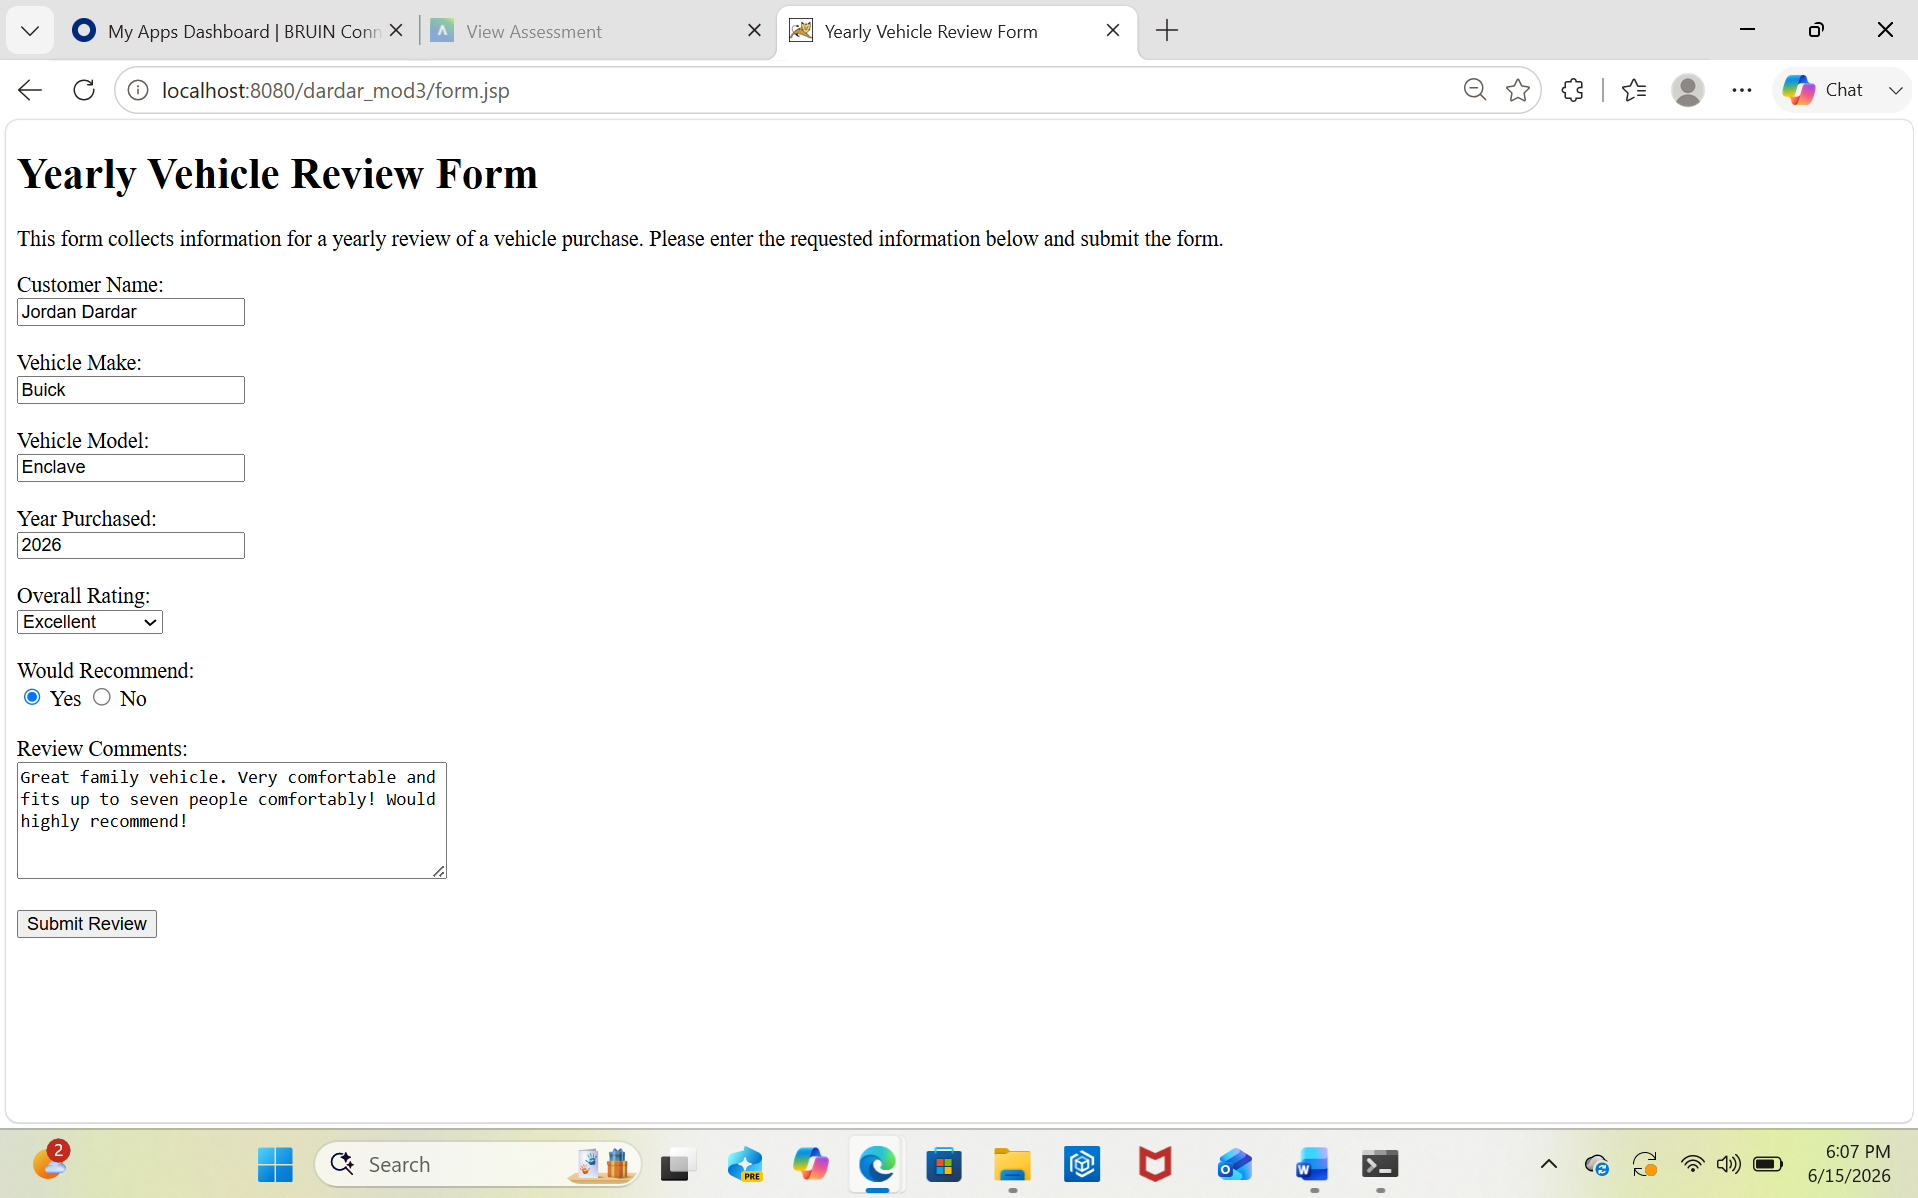 My Apps Dashboard | BRUIN Conn
View Assessment
Yearly Vehicle Review Form
localhost:8080/dardar_mod3/form.jsp
Chat
Yearly Vehicle Review Form
This form collects information for a yearly review of a vehicle purchase. Please enter the requested information below and submit the form.
Customer Name:
Jordan Dardar
Vehicle Make:
Buick
Vehicle Model:
Enclave
Year Purchased:
2026
Overall Rating:
Excellent
Would Recommend:
Yes No
Review Comments:
Great family vehicle. Very comfortable and
fits up to seven people comfortably! Would
highly recommend!
Submit Review
2
Search
PRE
6:07 PM
6/15/2026